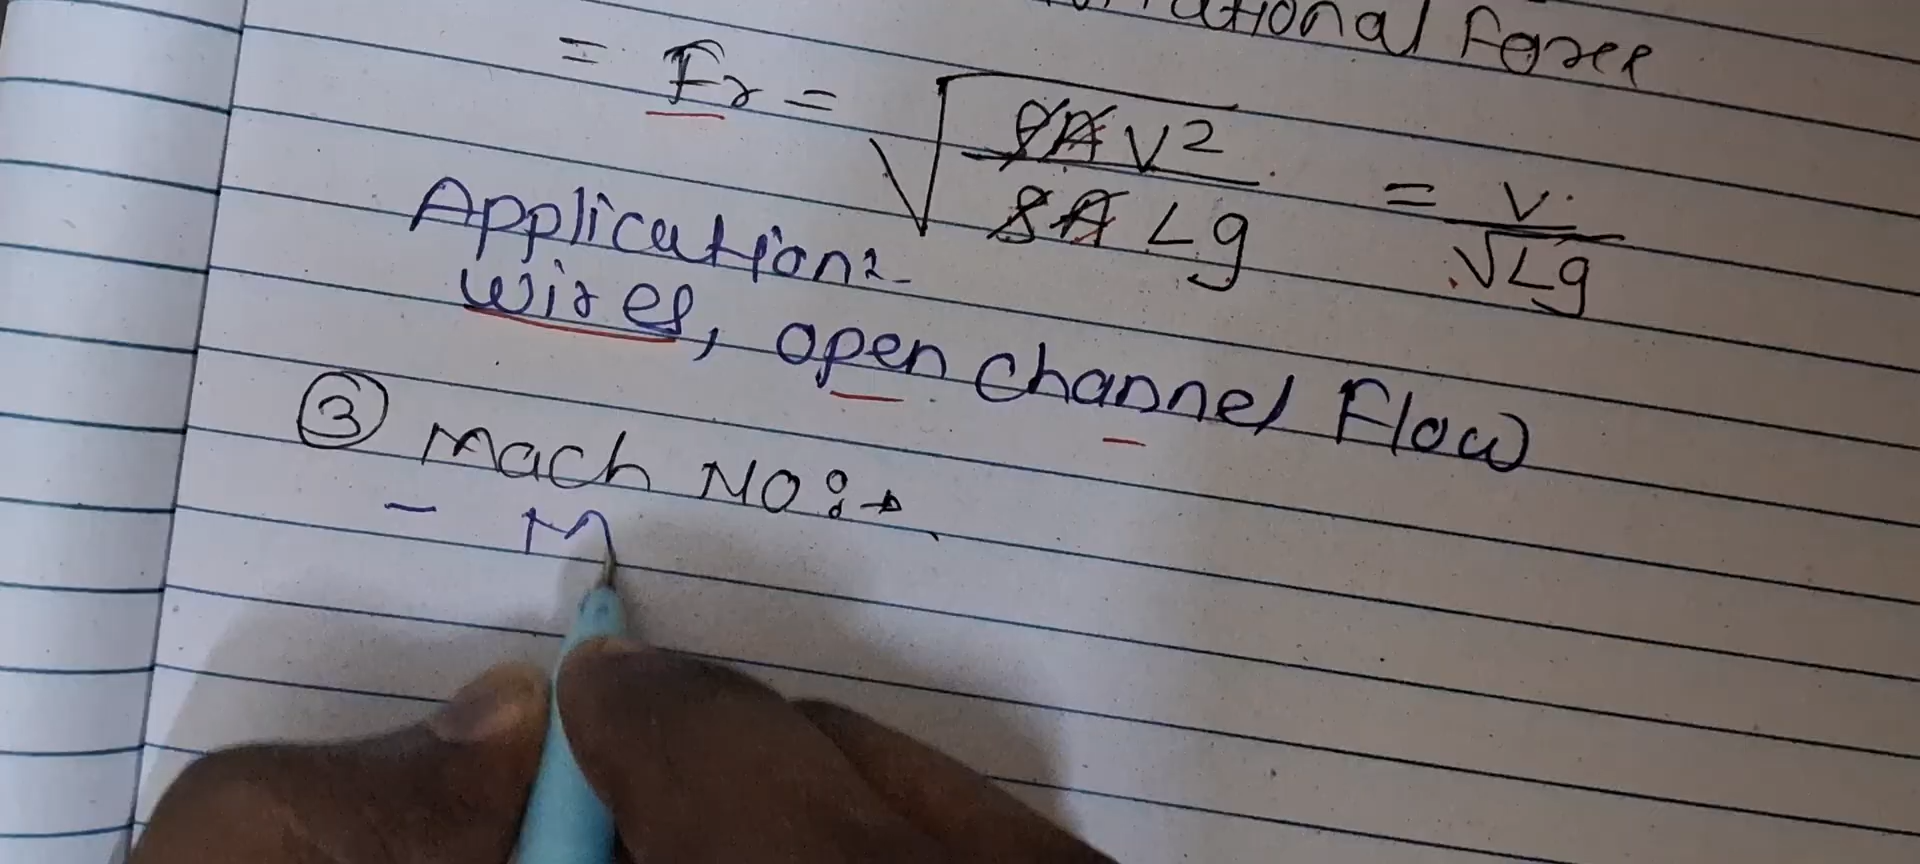 ational Force
= Fr = √(ρAV² / ρALg) = V / √Lg
Application:-
wires, open channel Flow
③ Mach NO:→
- M